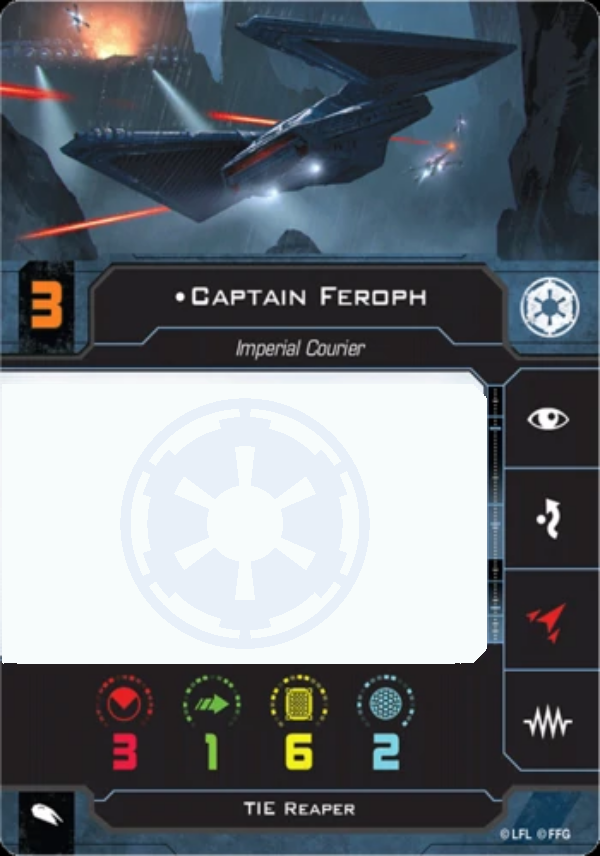 3
•Captain Feroph
Imperial Courier
3 1 6 2
TIE Reaper
©LFL ©FFG